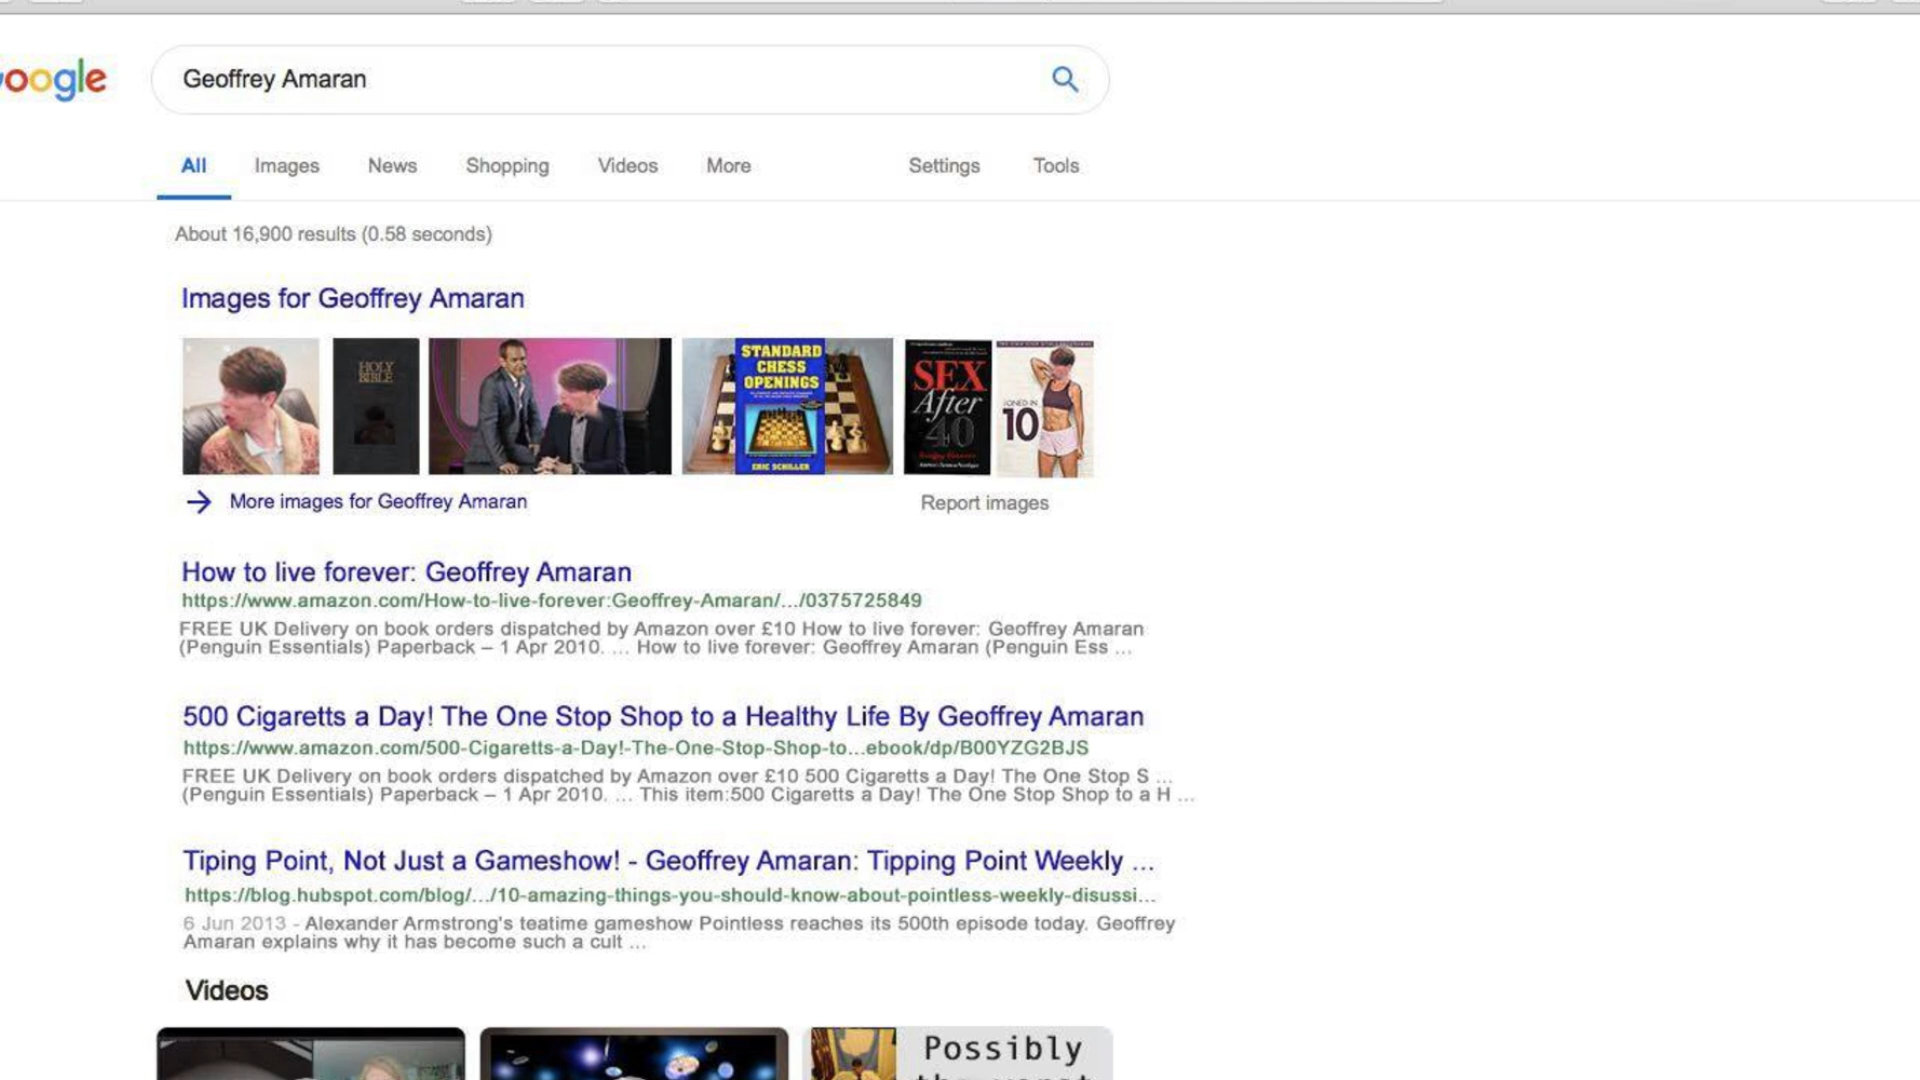 oogle
Geoffrey Amaran
All Images News Shopping Videos More Settings Tools
About 16,900 results (0.58 seconds)
Images for Geoffrey Amaran
HOLY
BIBLE
STANDARD
CHESS
OPENINGS
ERIC SCHILLER
SEX
After
40
10
More images for Geoffrey Amaran
Report images
How to live forever: Geoffrey Amaran
https://www.amazon.com/How-to-live-forever:Geoffrey-Amaran/.../0375725849
FREE UK Delivery on book orders dispatched by Amazon over £10 How to live forever: Geoffrey Amaran
(Penguin Essentials) Paperback – 1 Apr 2010. ... How to live forever: Geoffrey Amaran (Penguin Ess ...
500 Cigaretts a Day! The One Stop Shop to a Healthy Life By Geoffrey Amaran
https://www.amazon.com/500-Cigaretts-a-Day!-The-One-Stop-Shop-to...ebook/dp/B00YZG2BJS
FREE UK Delivery on book orders dispatched by Amazon over £10 500 Cigaretts a Day! The One Stop S ...
(Penguin Essentials) Paperback – 1 Apr 2010. ... This item:500 Cigaretts a Day! The One Stop Shop to a H ...
Tiping Point, Not Just a Gameshow! - Geoffrey Amaran: Tipping Point Weekly ...
https://blog.hubspot.com/blog/.../10-amazing-things-you-should-know-about-pointless-weekly-disussi...
6 Jun 2013 - Alexander Armstrong's teatime gameshow Pointless reaches its 500th episode today. Geoffrey
Amaran explains why it has become such a cult ...
Videos
Possibly